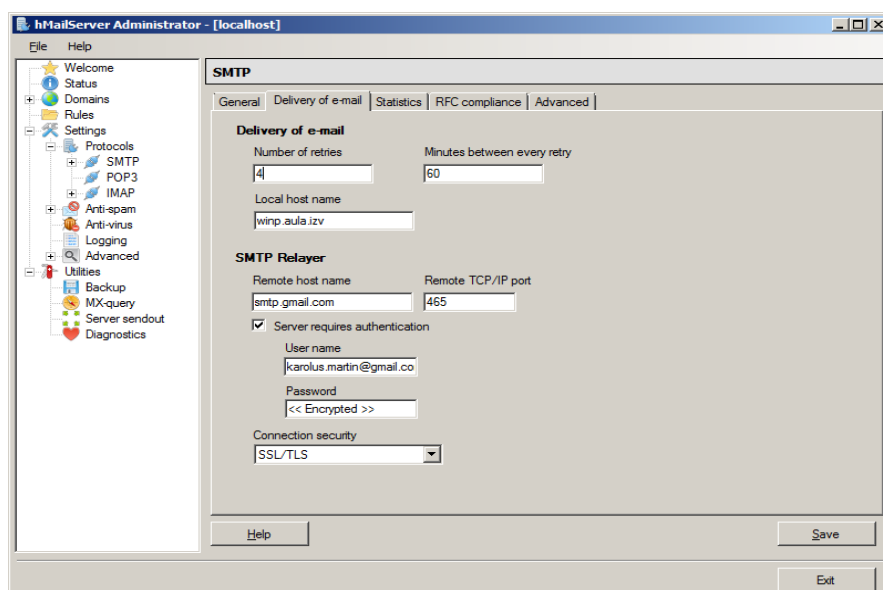 hMailServer Administrator - [localhost]
File Help
Welcome
Status
Domains
Rules
Settings
Protocols
SMTP
POP3
IMAP
Anti-spam
Anti-virus
Logging
Advanced
Utilities
Backup
MX-query
Server sendout
Diagnostics
SMTP
General Delivery of e-mail Statistics RFC compliance Advanced
Delivery of e-mail
Number of retries Minutes between every retry
4 60
Local host name
winp.aula.izv
SMTP Relayer
Remote host name Remote TCP/IP port
smtp.gmail.com 465
Server requires authentication
User name
karolus.martin@gmail.co
Password
<< Encrypted >>
Connection security
SSL/TLS
Help Save
Exit